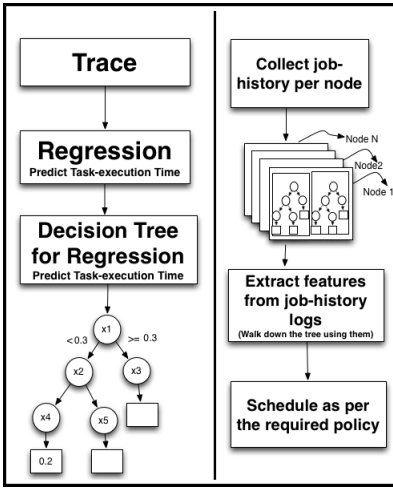 Trace
Regression
Predict Task-execution Time
Decision Tree
for Regression
Predict Task-execution Time
x1
<0.3
>= 0.3
x2
x3
x4
x5
0.2
Collect job-
history per node
Node N
Node2
Node 1
Extract features
from job-history
logs
(Walk down the tree using them)
Schedule as per
the required policy